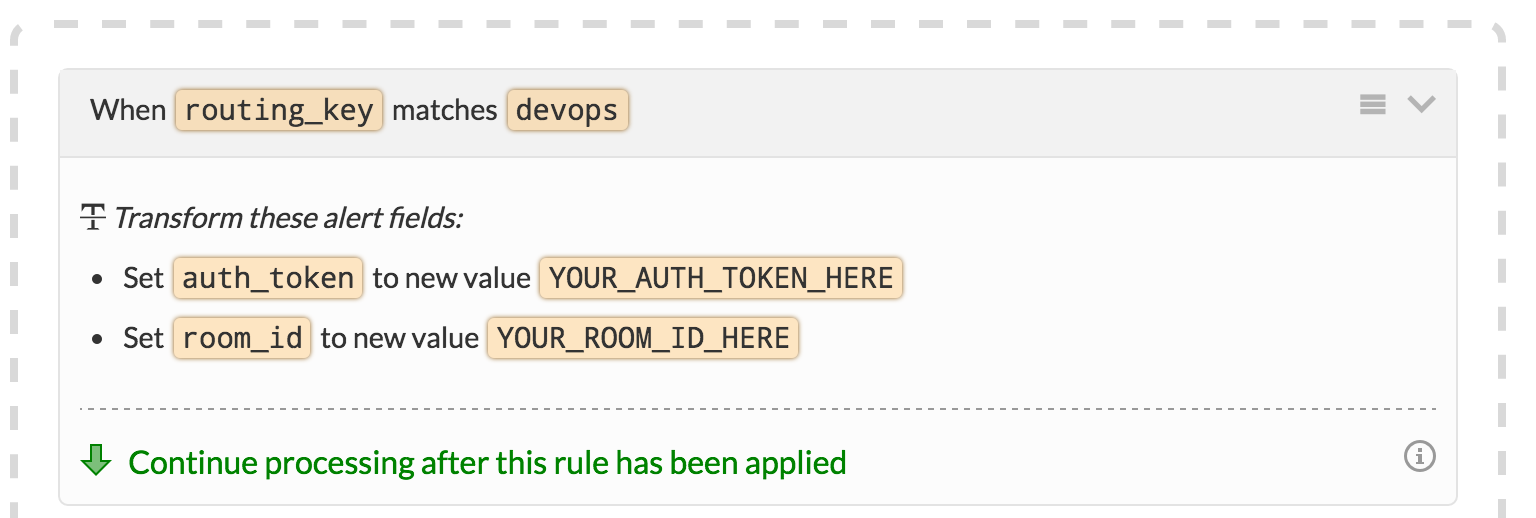 When routing_key matches devops
Transform these alert fields:
Set auth_token to new value YOUR_AUTH_TOKEN_HERE
Set room_id to new value YOUR_ROOM_ID_HERE
Continue processing after this rule has been applied